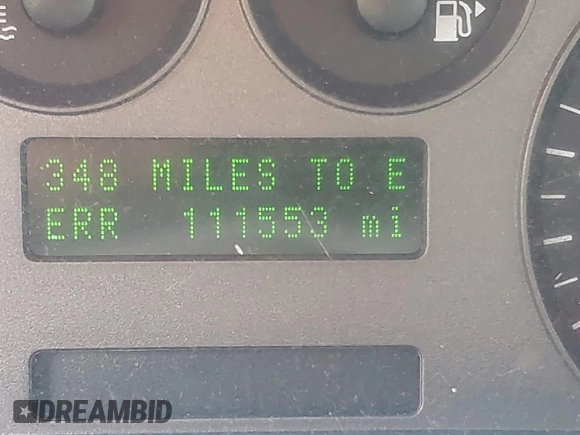 348 MILES TO E
ERR 111553 mi
DREAMBID